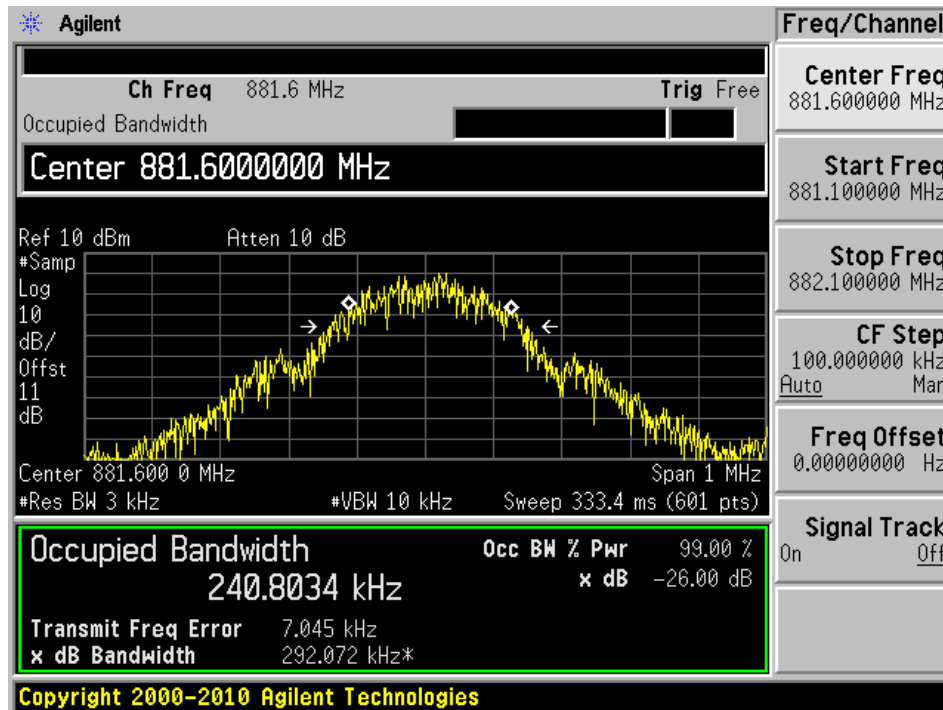 Agilent
Freq/Channel
Ch Freq 881.6 MHz Trig Free
Occupied Bandwidth
Center 881.6000000 MHz
Center Freq
881.600000 MHz
Start Freq
881.100000 MHz
Stop Freq
882.100000 MHz
CF Step
100.000000 kHz
Auto Man
Freq Offset
0.00000000 Hz
Signal Track
On Off
Ref 10 dBm Atten 10 dB
#Samp
Log
10
dB/
Offst
11
dB
Center 881.600 0 MHz Span 1 MHz
#Res BW 3 kHz #VBW 10 kHz Sweep 333.4 ms (601 pts)
Occupied Bandwidth Occ BW % Pwr 99.00 %
240.8034 kHz x dB -26.00 dB
Transmit Freq Error 7.045 kHz
x dB Bandwidth 292.072 kHz*
Copyright 2000-2010 Agilent Technologies